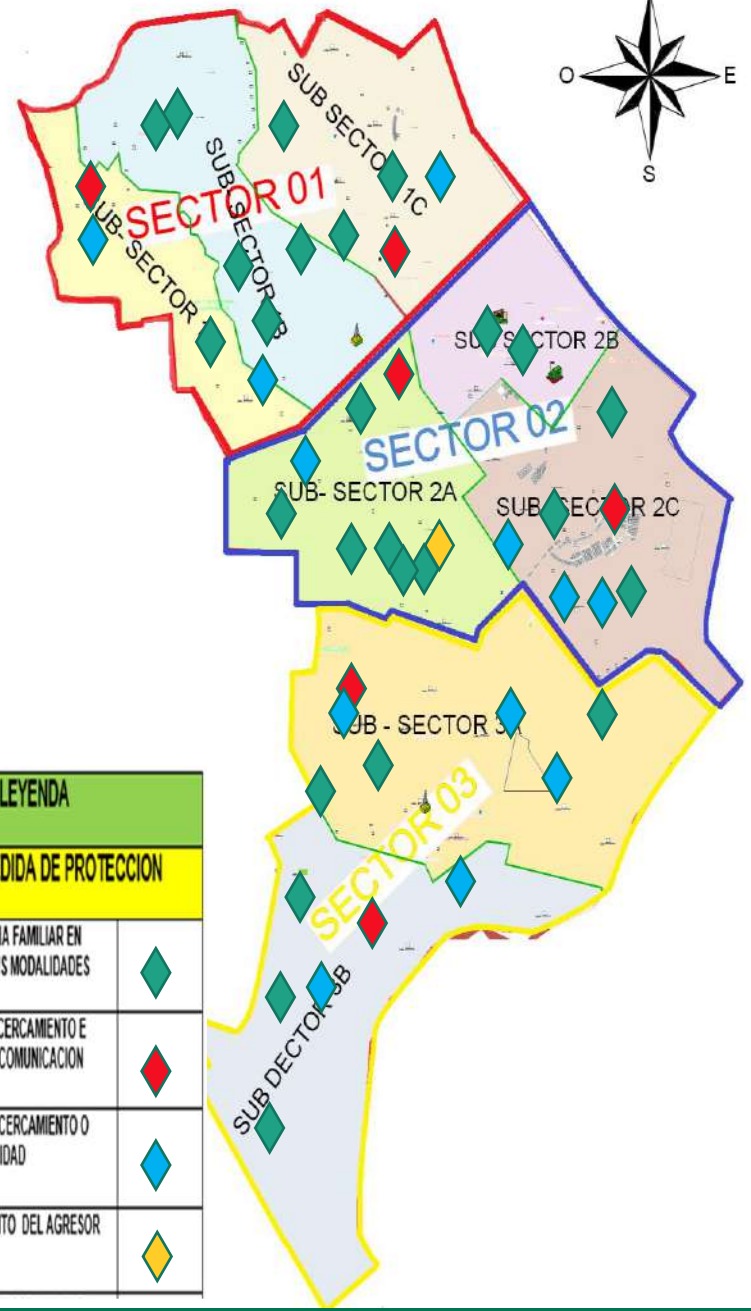 O
E
S
SECTOR 01
SUB SECTOR 1C
SUB- SECTOR 1B
SUB- SECTOR
SUB SECTOR 2B
SECTOR 02
SUB- SECTOR 2A
SUB- SECTOR 2C
SUB - SECTOR 3A
SECTOR 03
SUB DECTOR 3B
LEYENDA
DIDA DE PROTECCION
IA FAMILIAR EN
S MODALIDADES
CERCAMIENTO E
COMUNICACION
CERCAMIENTO O
IDAD
TO DEL AGRESOR